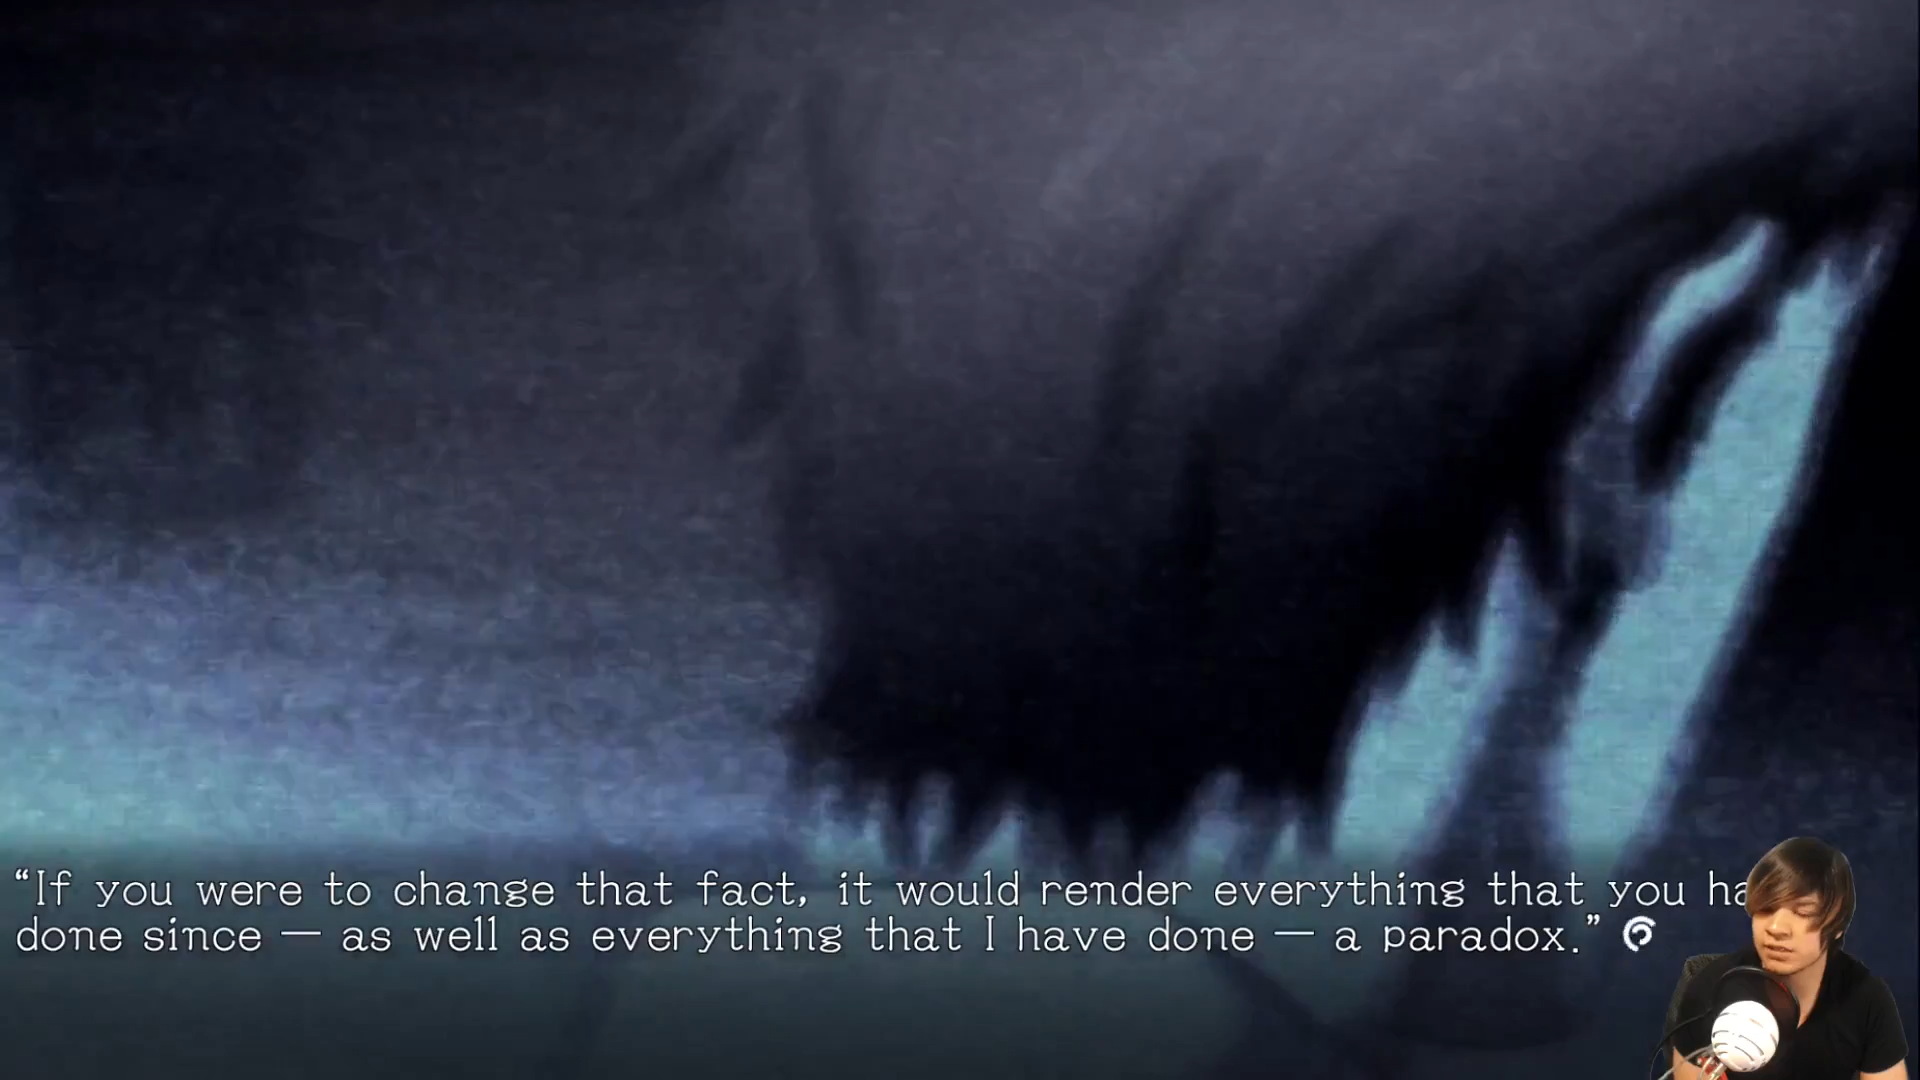 “If you were to change that fact, it would render everything that you
done since — as well as everything that I have done — a paradox.”